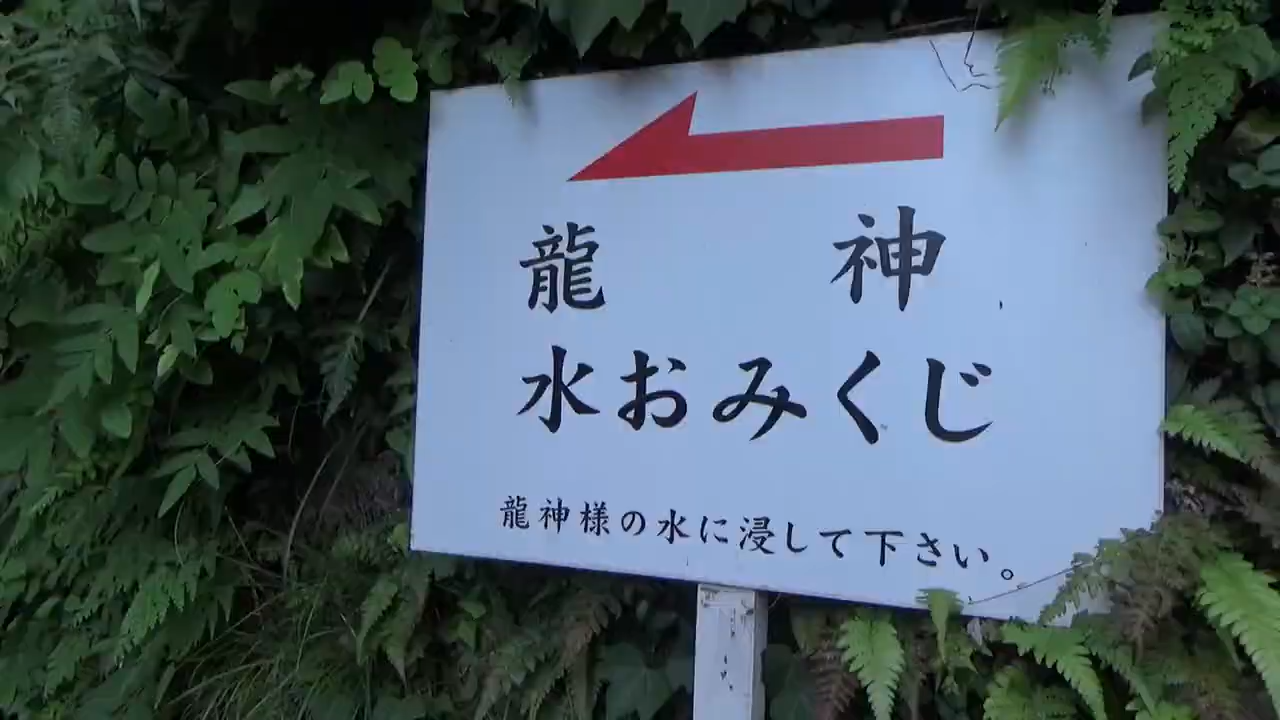 龍神
水おみくじ
龍神様の水に浸して下さい。